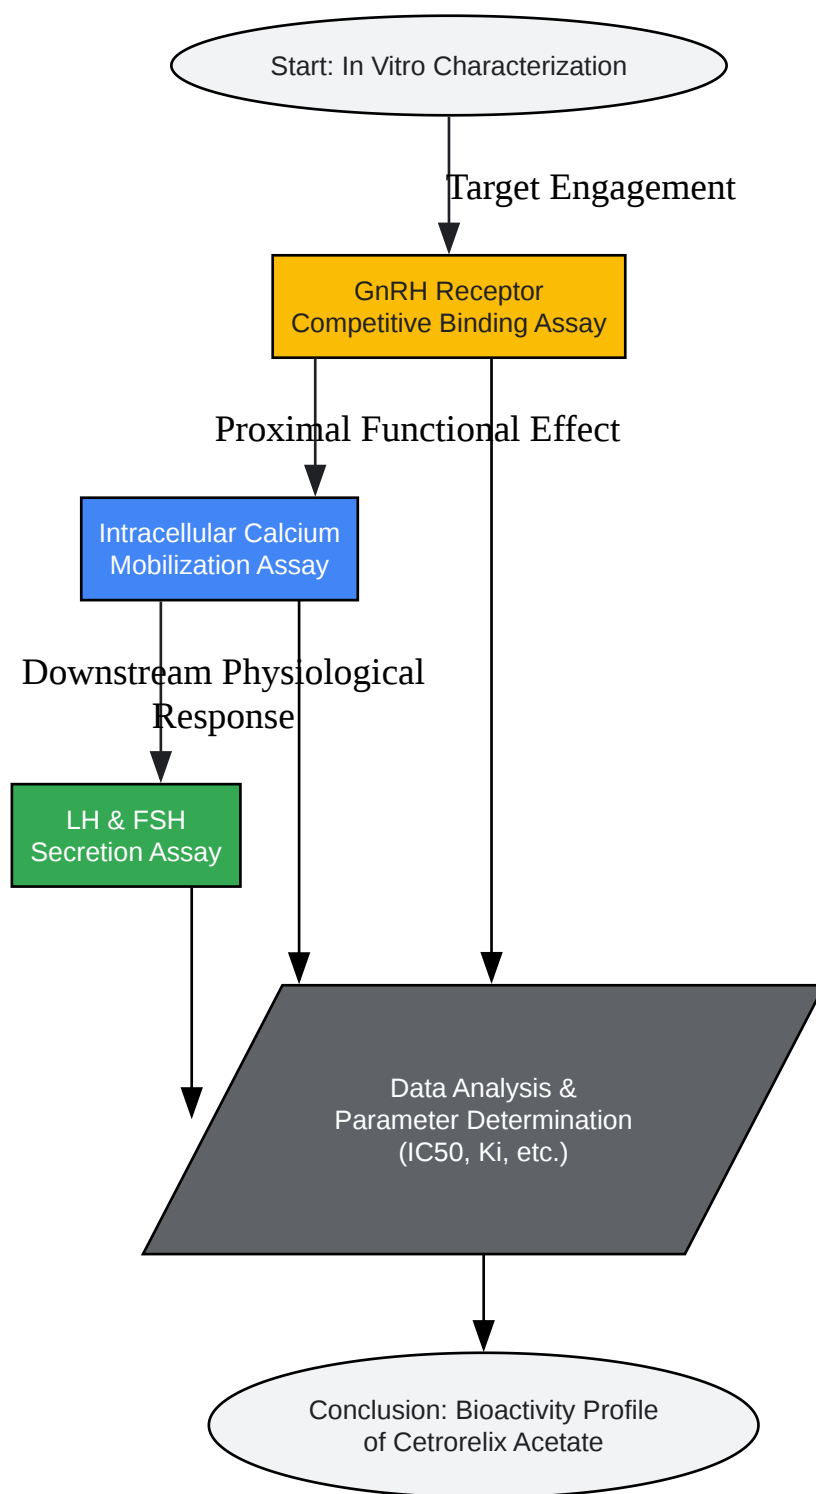 Start: In Vitro Characterization
Target Engagement
GnRH Receptor
Competitive Binding Assay
Proximal Functional Effect
Intracellular Calcium
Mobilization Assay
Downstream Physiological
Response
LH & FSH
Secretion Assay
Data Analysis &
Parameter Determination
(IC50, Ki, etc.)
Conclusion: Bioactivity Profile
of Cetrorelix Acetate